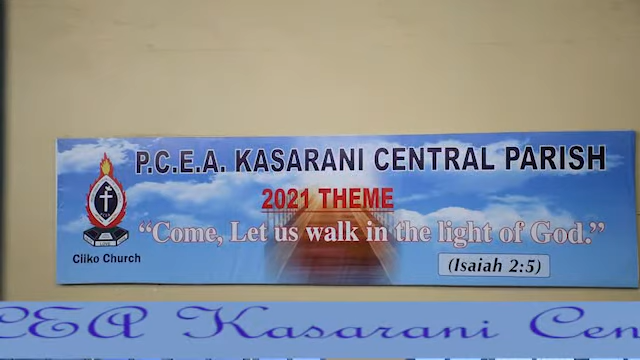 P.C.E.A. KASARANI CENTRAL PARISH
2021 THEME
"Come, Let us walk in the light of God."
(Isaiah 2:5)
Ciiko Church
CEA Kasarani Cen